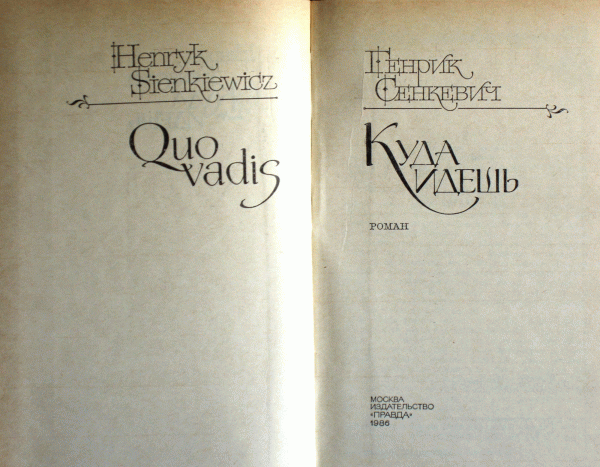 Henryk
Sienkiewicz
Quo
vadis
Генрик
Сенкевич
Куда
идешь
РОМАН
МОСКВА
ИЗДАТЕЛЬСТВО
«ПРАВДА»
1986